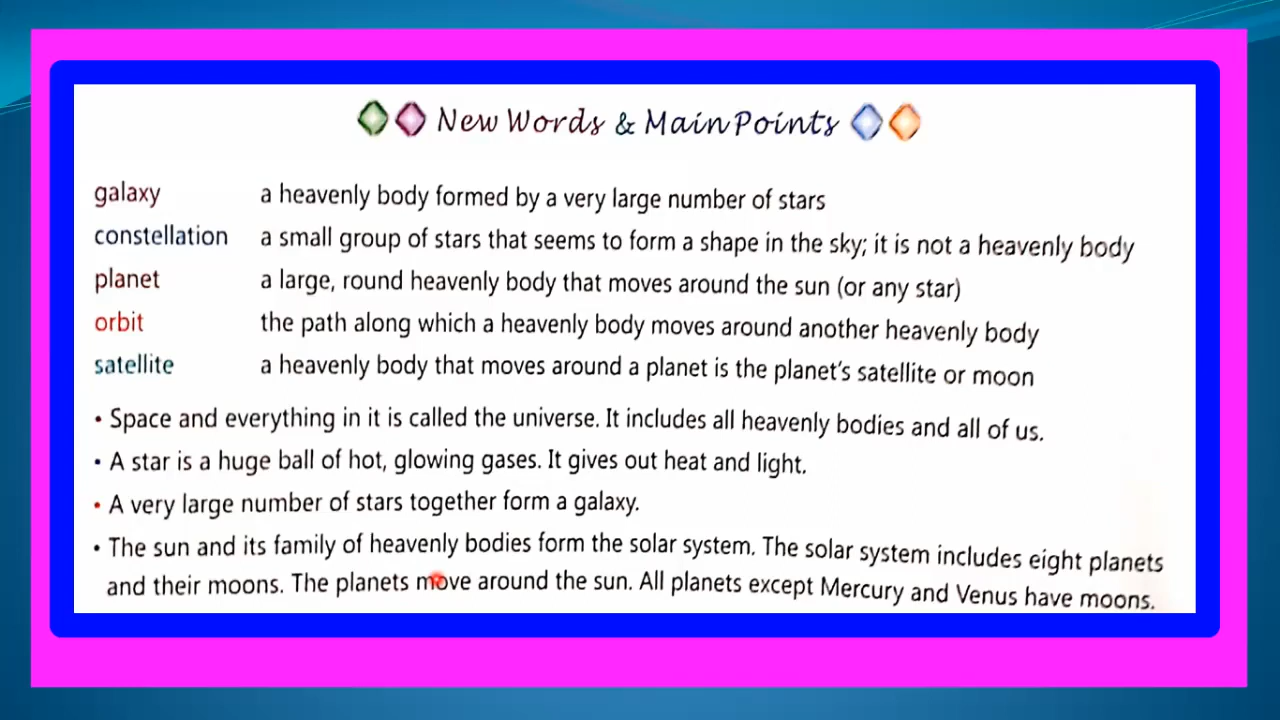 New Words & Main Points
galaxy a heavenly body formed by a very large number of stars
constellation a small group of stars that seems to form a shape in the sky; it is not a heavenly body
planet a large, round heavenly body that moves around the sun (or any star)
orbit the path along which a heavenly body moves around another heavenly body
satellite a heavenly body that moves around a planet is the planet's satellite or moon
• Space and everything in it is called the universe. It includes all heavenly bodies and all of us.
• A star is a huge ball of hot, glowing gases. It gives out heat and light.
• A very large number of stars together form a galaxy.
• The sun and its family of heavenly bodies form the solar system. The solar system includes eight planets
and their moons. The planets move around the sun. All planets except Mercury and Venus have moons.